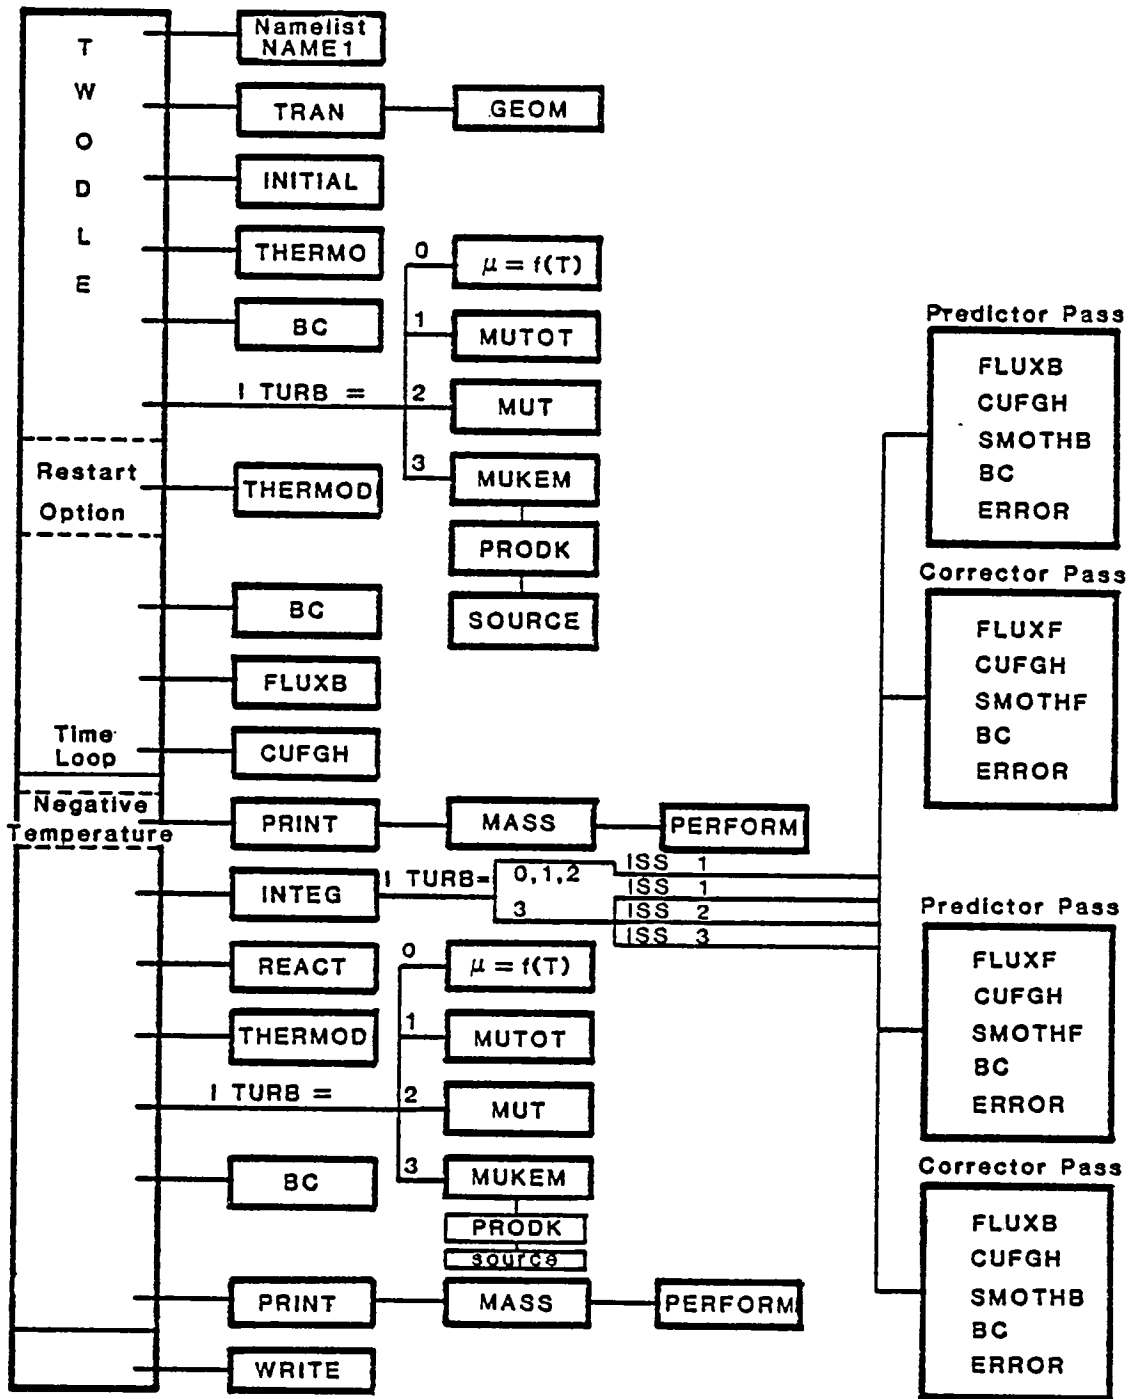 T
W
O
D
L
E
Namelist
NAME1
TRAN
GEOM
INITIAL
THERMO
BC
I TURB =
0
μ = f(T)
1
MUTOT
2
MUT
3
MUKEM
PRODK
SOURCE
Restart
Option
THERMOD
BC
FLUXB
Time
Loop
CUFGH
Negative
Temperature
PRINT
MASS
PERFORM
INTEG
I TURB=
0,1,2
3
ISS 1
ISS 1
ISS 2
ISS 3
REACT
THERMOD
I TURB =
0
μ = f(T)
1
MUTOT
2
MUT
3
MUKEM
PRODK
source
BC
PRINT
MASS
PERFORM
WRITE
Predictor Pass
FLUXB
CUFGH
SMOTHB
BC
ERROR
Corrector Pass
FLUXF
CUFGH
SMOTHF
BC
ERROR
Predictor Pass
FLUXF
CUFGH
SMOTHF
BC
ERROR
Corrector Pass
FLUXB
CUFGH
SMOTHB
BC
ERROR